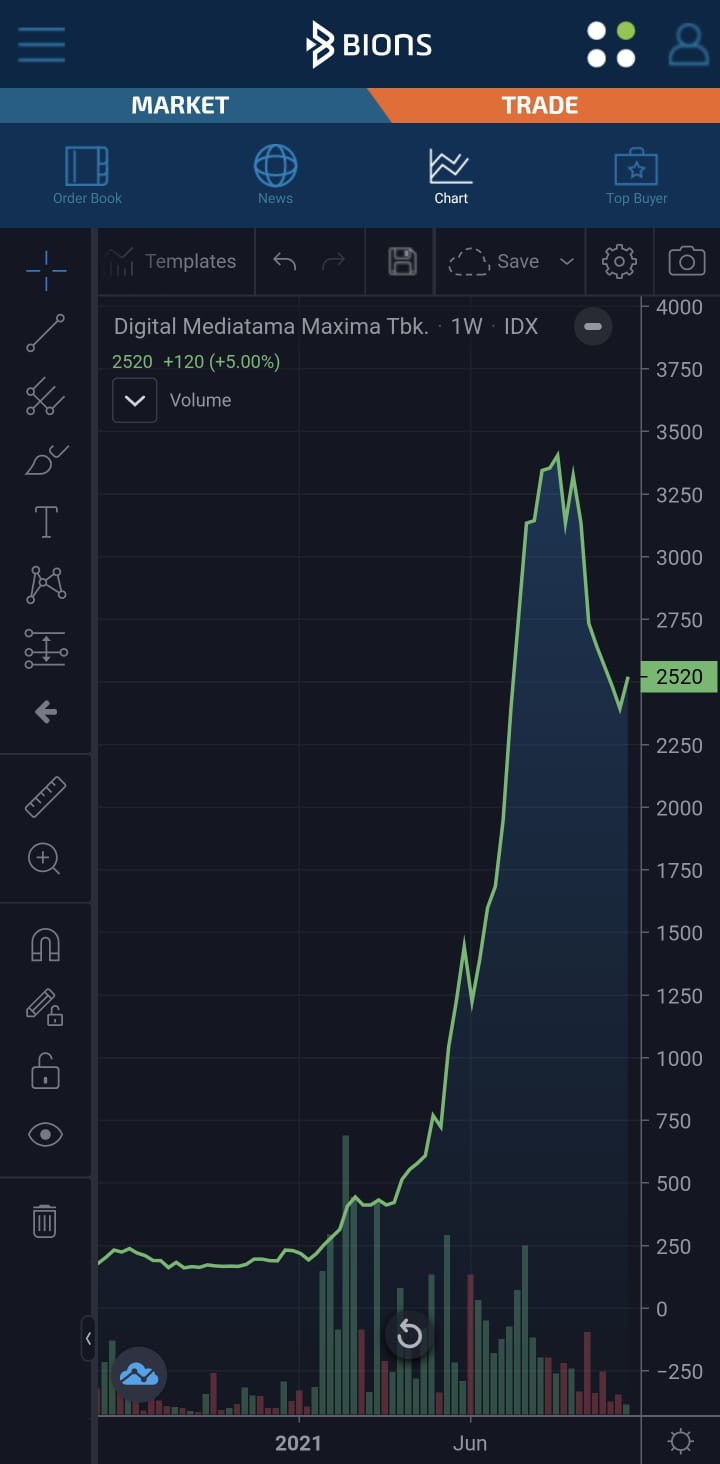 BIONS
MARKET TRADE
Order Book News Chart Top Buyer
Templates Save
Digital Mediatama Maxima Tbk. · 1W · IDX
2520 +120 (+5.00%)
Volume
4000
3750
3500
3250
3000
2750
2520
2250
2000
1750
1500
1250
1000
750
500
250
0
−250
2021 Jun